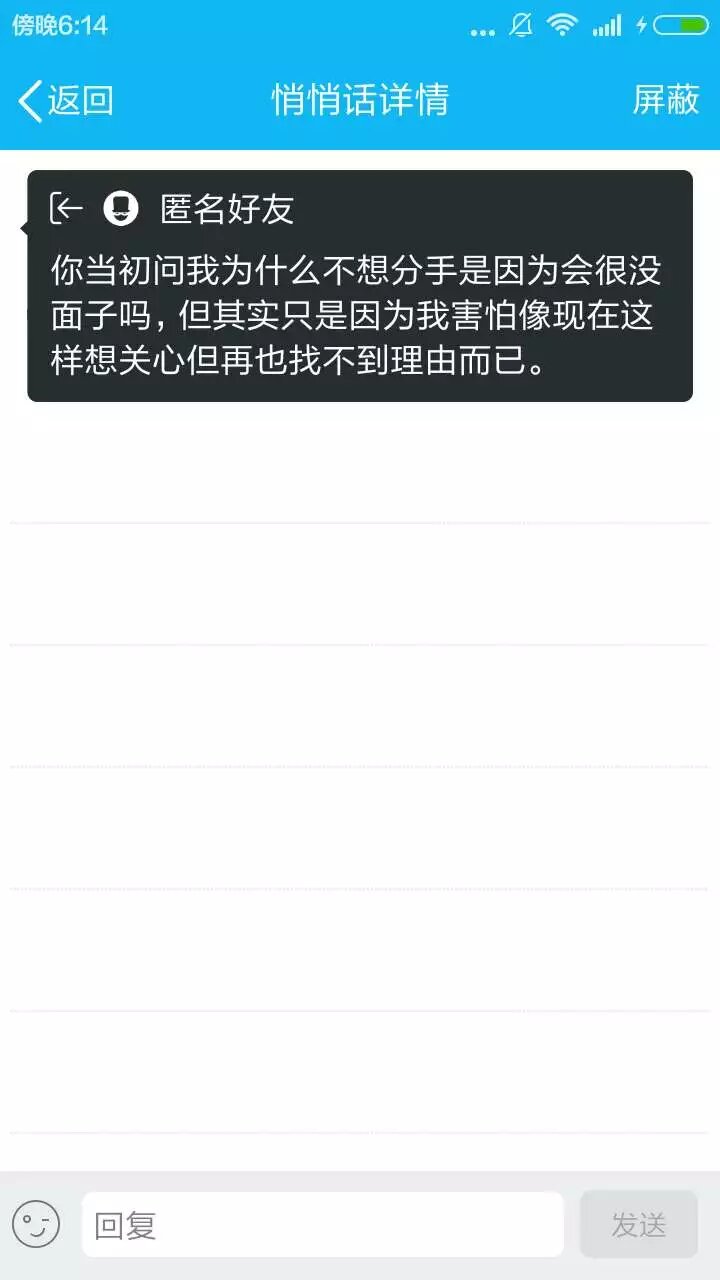 傍晚6:14
返回
悄悄话详情
屏蔽
匿名好友
你当初问我为什么不想分手是因为会很没
面子吗，但其实只是因为我害怕像现在这
样想关心但再也找不到理由而已。
回复
发送